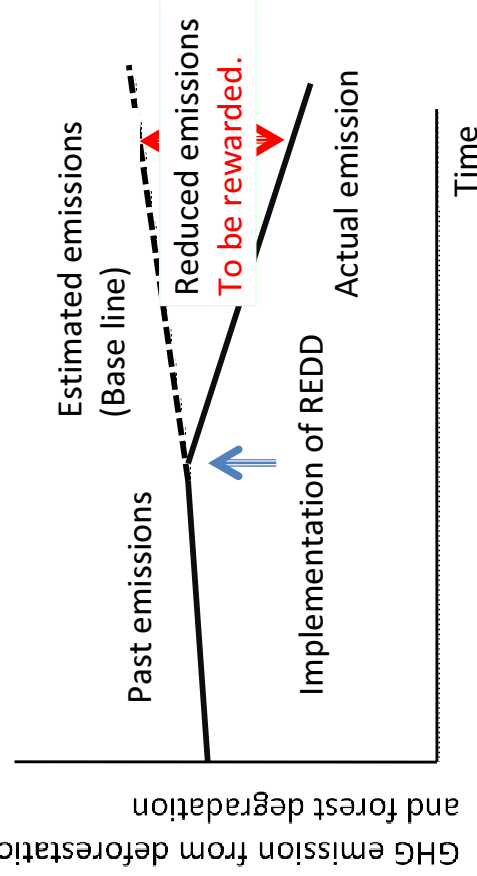 Estimated emissions
(Base line)
Past emissions
Reduced emissions
To be rewarded.
Implementation of REDD
Actual emission
Time
GHG emission from
and forest degradation